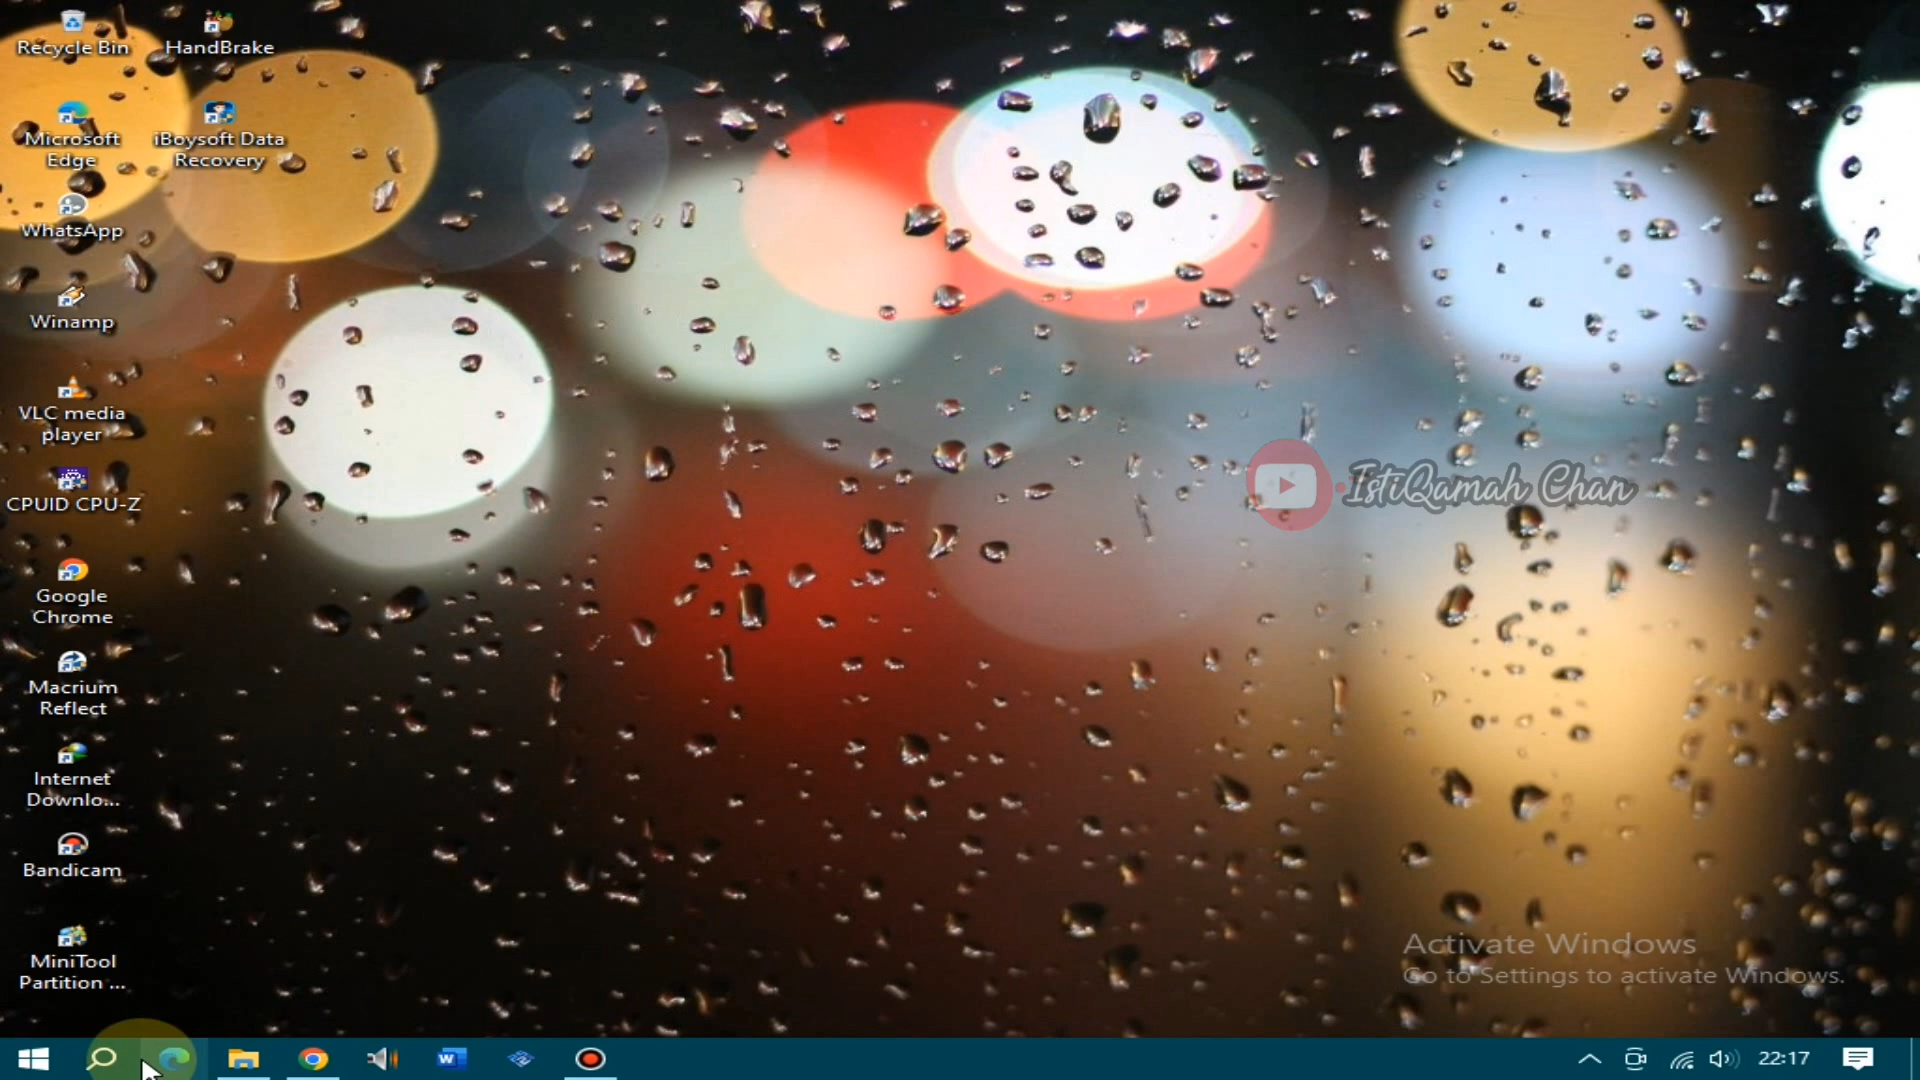 Recycle Bin
HandBrake
Microsoft
Edge
iBoysoft Data
Recovery
WhatsApp
Winamp
VLC media
player
CPUID CPU-Z
Google
Chrome
Macrium
Reflect
Internet
Downlo...
Bandicam
MiniTool
Partition ...
IstiQamah Chan
Activate Windows
Go to Settings to activate Windows.
W
22:17